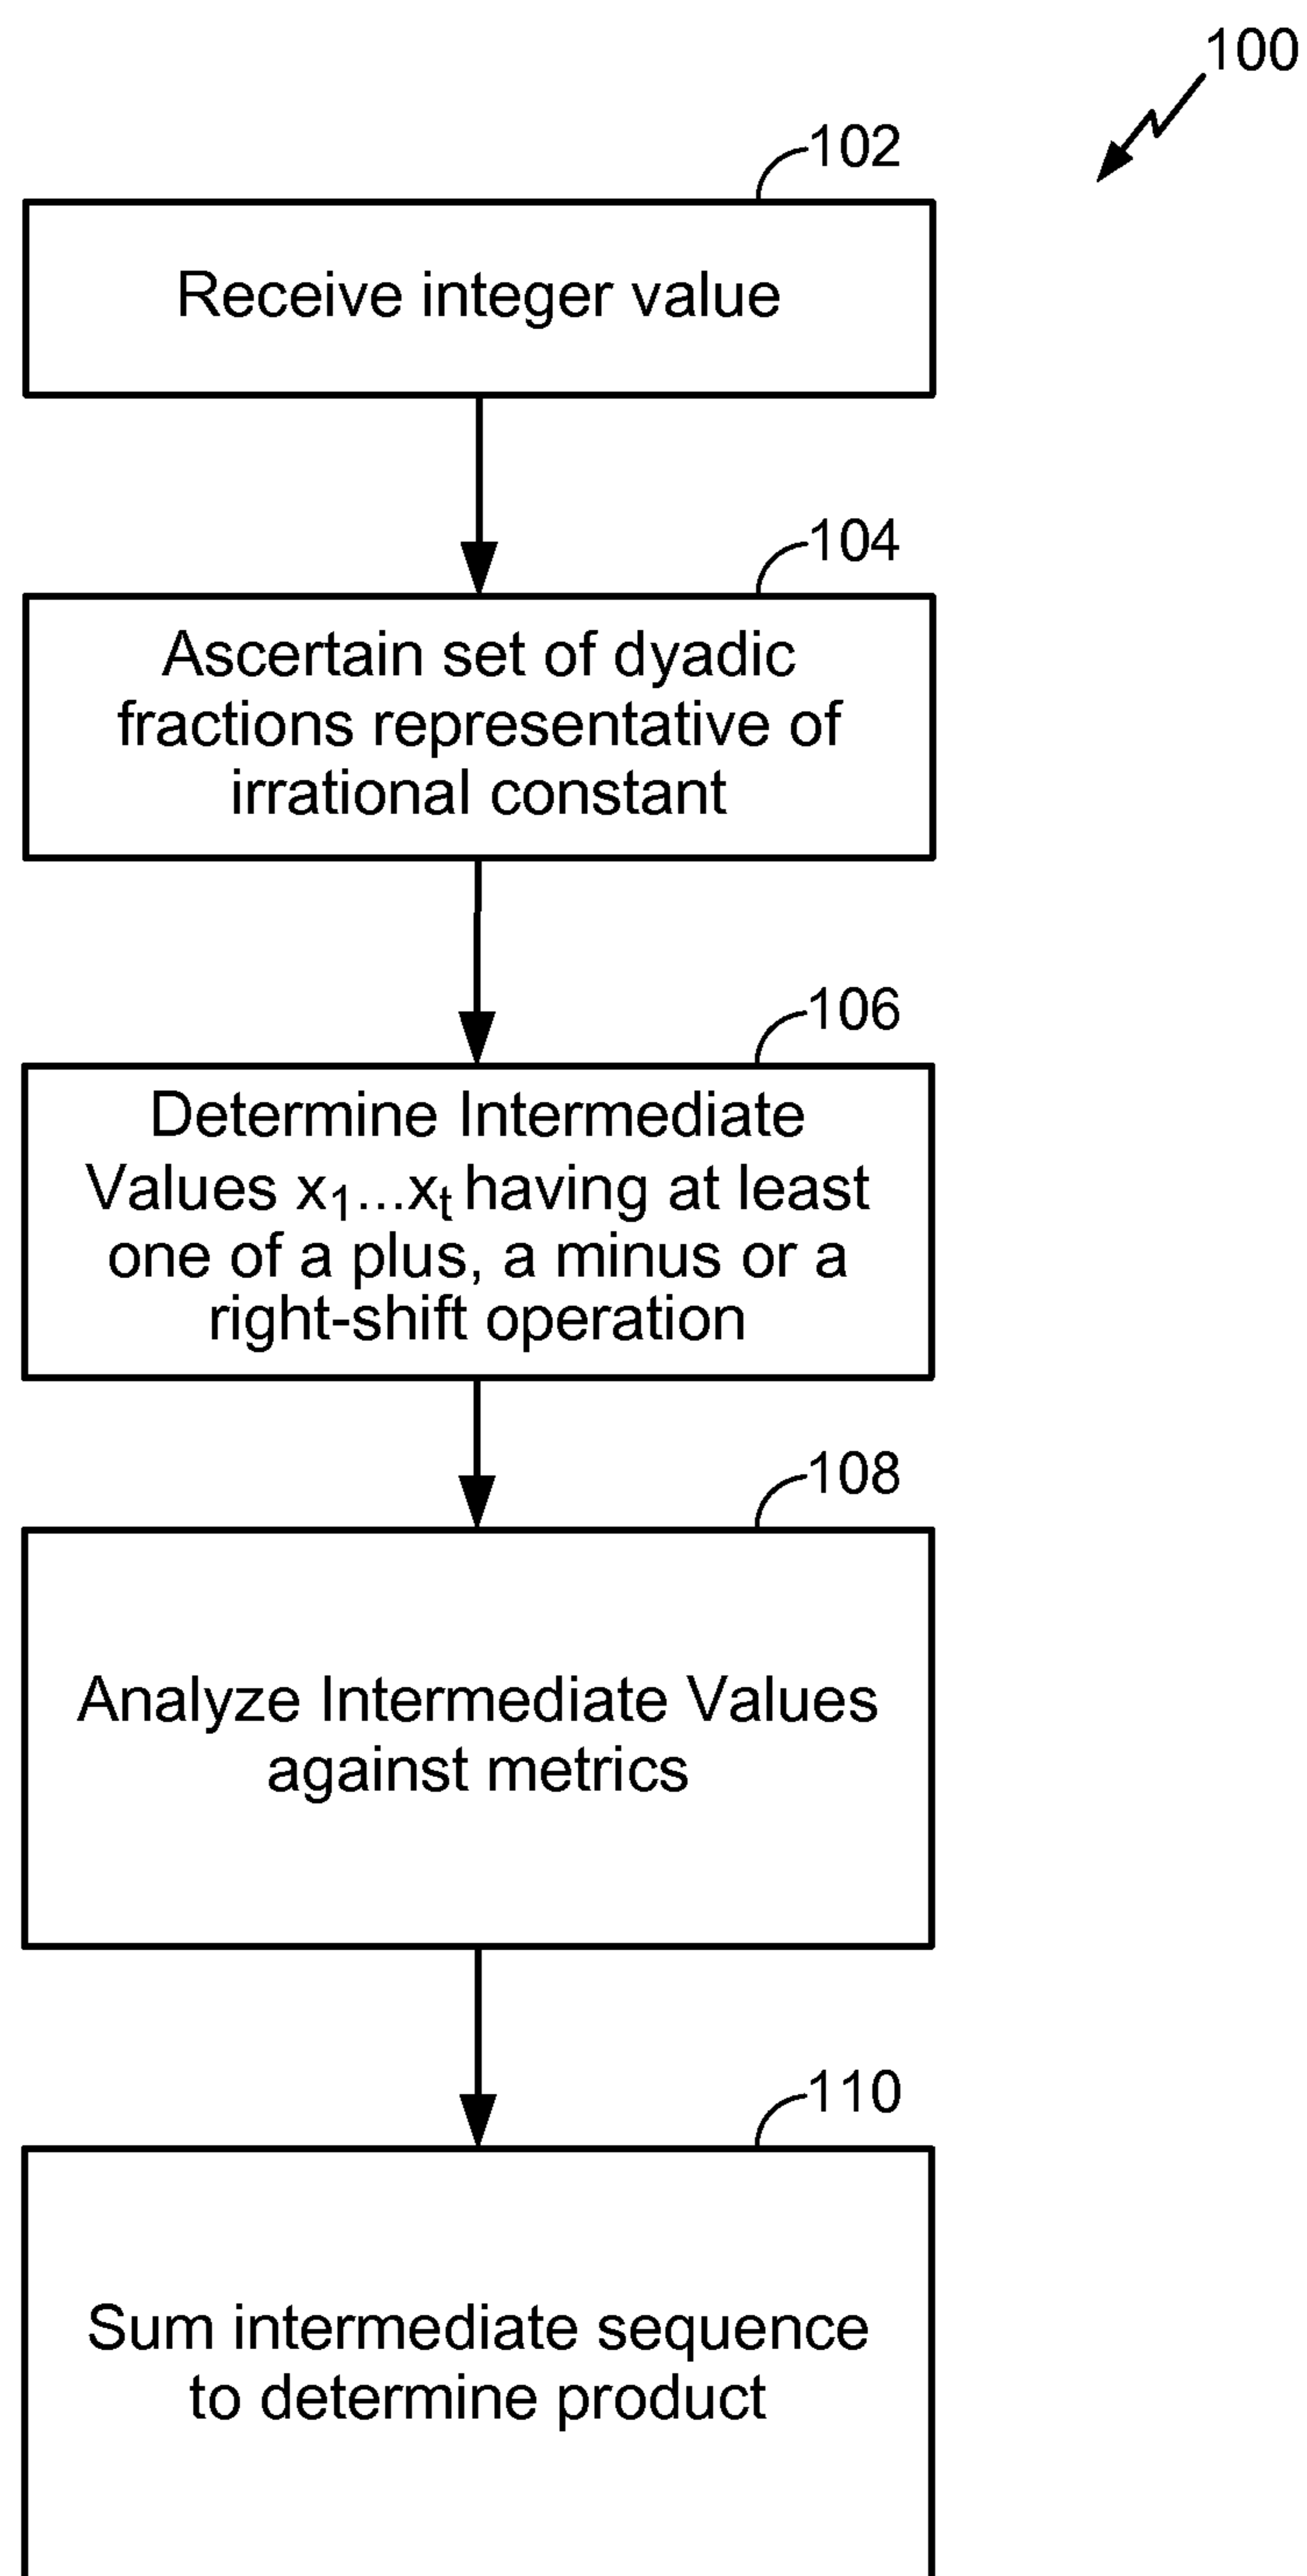 100
102
Receive integer value
104
Ascertain set of dyadic
fractions representative of
irrational constant
106
Determine Intermediate
Values x₁...xₜ having at least
one of a plus, a minus or a
right-shift operation
108
Analyze Intermediate Values
against metrics
110
Sum intermediate sequence
to determine product